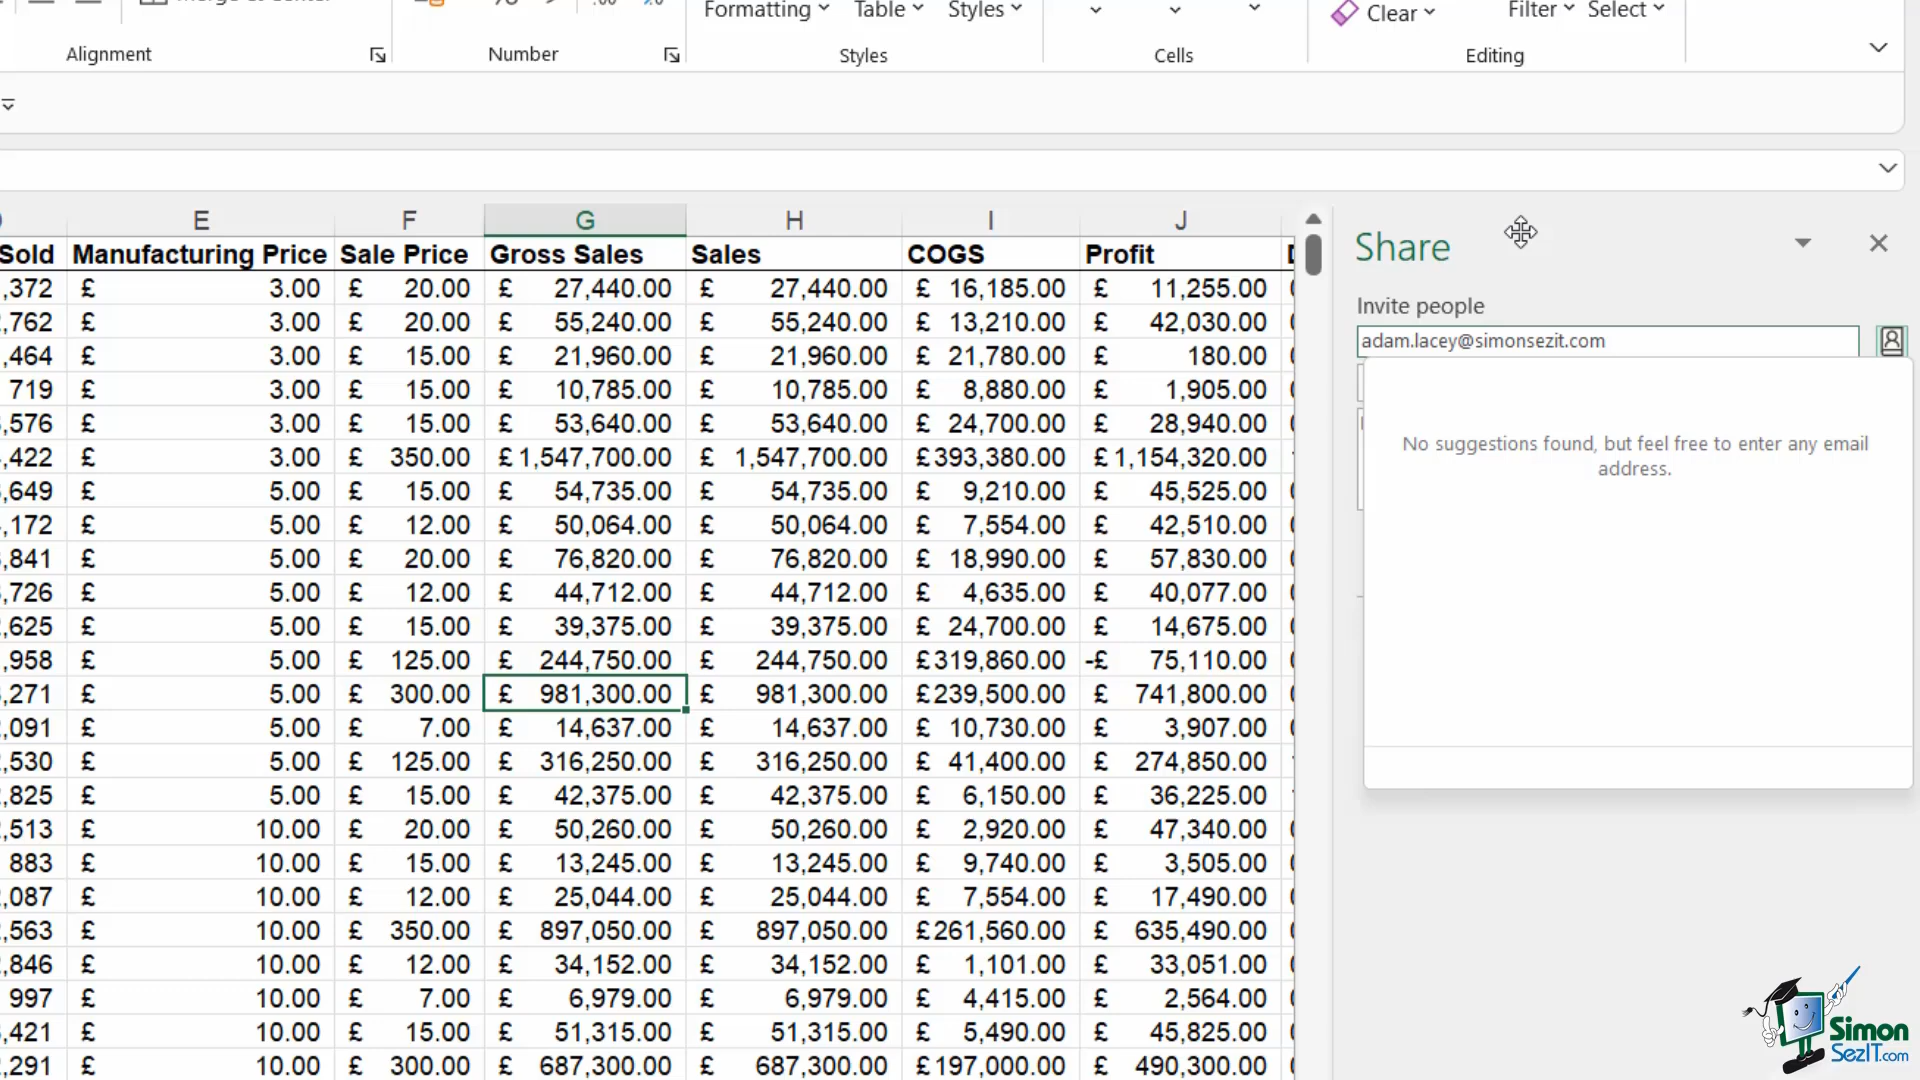 Formatting Table Styles Clear Filter Select
Alignment Number Styles Cells Editing
E F G H I J
Sold Manufacturing Price Sale Price Gross Sales Sales COGS Profit
,372 £ 3.00 £ 20.00 £ 27,440.00 £ 27,440.00 £ 16,185.00 £ 11,255.00
,762 £ 3.00 £ 20.00 £ 55,240.00 £ 55,240.00 £ 13,210.00 £ 42,030.00
,464 £ 3.00 £ 15.00 £ 21,960.00 £ 21,960.00 £ 21,780.00 £ 180.00
719 £ 3.00 £ 15.00 £ 10,785.00 £ 10,785.00 £ 8,880.00 £ 1,905.00
,576 £ 3.00 £ 15.00 £ 53,640.00 £ 53,640.00 £ 24,700.00 £ 28,940.00
,422 £ 3.00 £ 350.00 £ 1,547,700.00 £ 1,547,700.00 £393,380.00 £ 1,154,320.00
,649 £ 5.00 £ 15.00 £ 54,735.00 £ 54,735.00 £ 9,210.00 £ 45,525.00
,172 £ 5.00 £ 12.00 £ 50,064.00 £ 50,064.00 £ 7,554.00 £ 42,510.00
,841 £ 5.00 £ 20.00 £ 76,820.00 £ 76,820.00 £ 18,990.00 £ 57,830.00
,726 £ 5.00 £ 12.00 £ 44,712.00 £ 44,712.00 £ 4,635.00 £ 40,077.00
,625 £ 5.00 £ 15.00 £ 39,375.00 £ 39,375.00 £ 24,700.00 £ 14,675.00
,958 £ 5.00 £ 125.00 £ 244,750.00 £ 244,750.00 £319,860.00 -£ 75,110.00
,271 £ 5.00 £ 300.00 £ 981,300.00 £ 981,300.00 £239,500.00 £ 741,800.00
,091 £ 5.00 £ 7.00 £ 14,637.00 £ 14,637.00 £ 10,730.00 £ 3,907.00
,530 £ 5.00 £ 125.00 £ 316,250.00 £ 316,250.00 £ 41,400.00 £ 274,850.00
,825 £ 5.00 £ 15.00 £ 42,375.00 £ 42,375.00 £ 6,150.00 £ 36,225.00
,513 £ 10.00 £ 20.00 £ 50,260.00 £ 50,260.00 £ 2,920.00 £ 47,340.00
883 £ 10.00 £ 15.00 £ 13,245.00 £ 13,245.00 £ 9,740.00 £ 3,505.00
,087 £ 10.00 £ 12.00 £ 25,044.00 £ 25,044.00 £ 7,554.00 £ 17,490.00
,563 £ 10.00 £ 350.00 £ 897,050.00 £ 897,050.00 £261,560.00 £ 635,490.00
,846 £ 10.00 £ 12.00 £ 34,152.00 £ 34,152.00 £ 1,101.00 £ 33,051.00
997 £ 10.00 £ 7.00 £ 6,979.00 £ 6,979.00 £ 4,415.00 £ 2,564.00
,421 £ 10.00 £ 15.00 £ 51,315.00 £ 51,315.00 £ 5,490.00 £ 45,825.00
,291 £ 10.00 £ 300.00 £ 687,300.00 £ 687,300.00 £197,000.00 £ 490,300.00
Share
Invite people
adam.lacey@simonsezit.com
No suggestions found, but feel free to enter any email
address.
Simon
SezIT.com